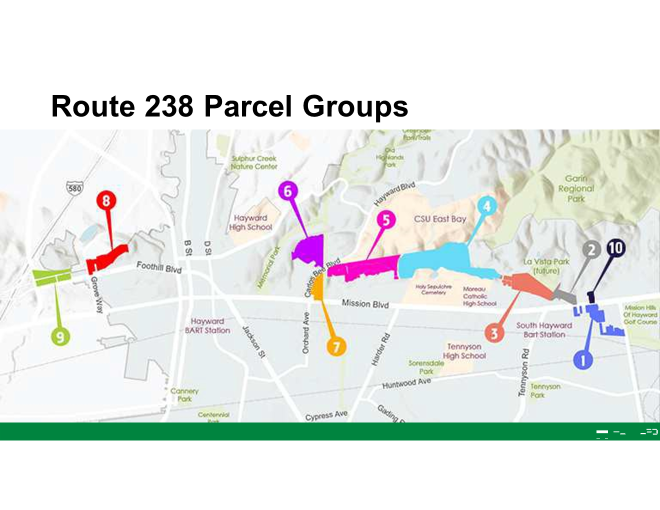 Route 238 Parcel Groups
Old
Highlands
Park
Sulphur Creek
Nature Center
580
Garin
Regional
Park
Hayward Blvd
6
8
4
5
Hayward
High School
CSU East Bay
B St
D St
2
10
Memorial Park
La Vista Park
(future)
Foothill Blvd
Carlos Bee Blvd
Grove Way
Holy Sepulchre
Cemetery
Moreau
Catholic
High School
Mission Blvd
Mission Hills
Of Hayward
Golf Course
9
Hayward
BART Station
Jackson St
Orchard Ave
7
Harder Rd
3
South Hayward
Bart Station
1
Tennyson
High School
Sorensdale
Park
Tennyson Rd
Huntwood Ave
Tennyson
Park
Cannery
Park
Centennial
Park
Cypress Ave
Gading